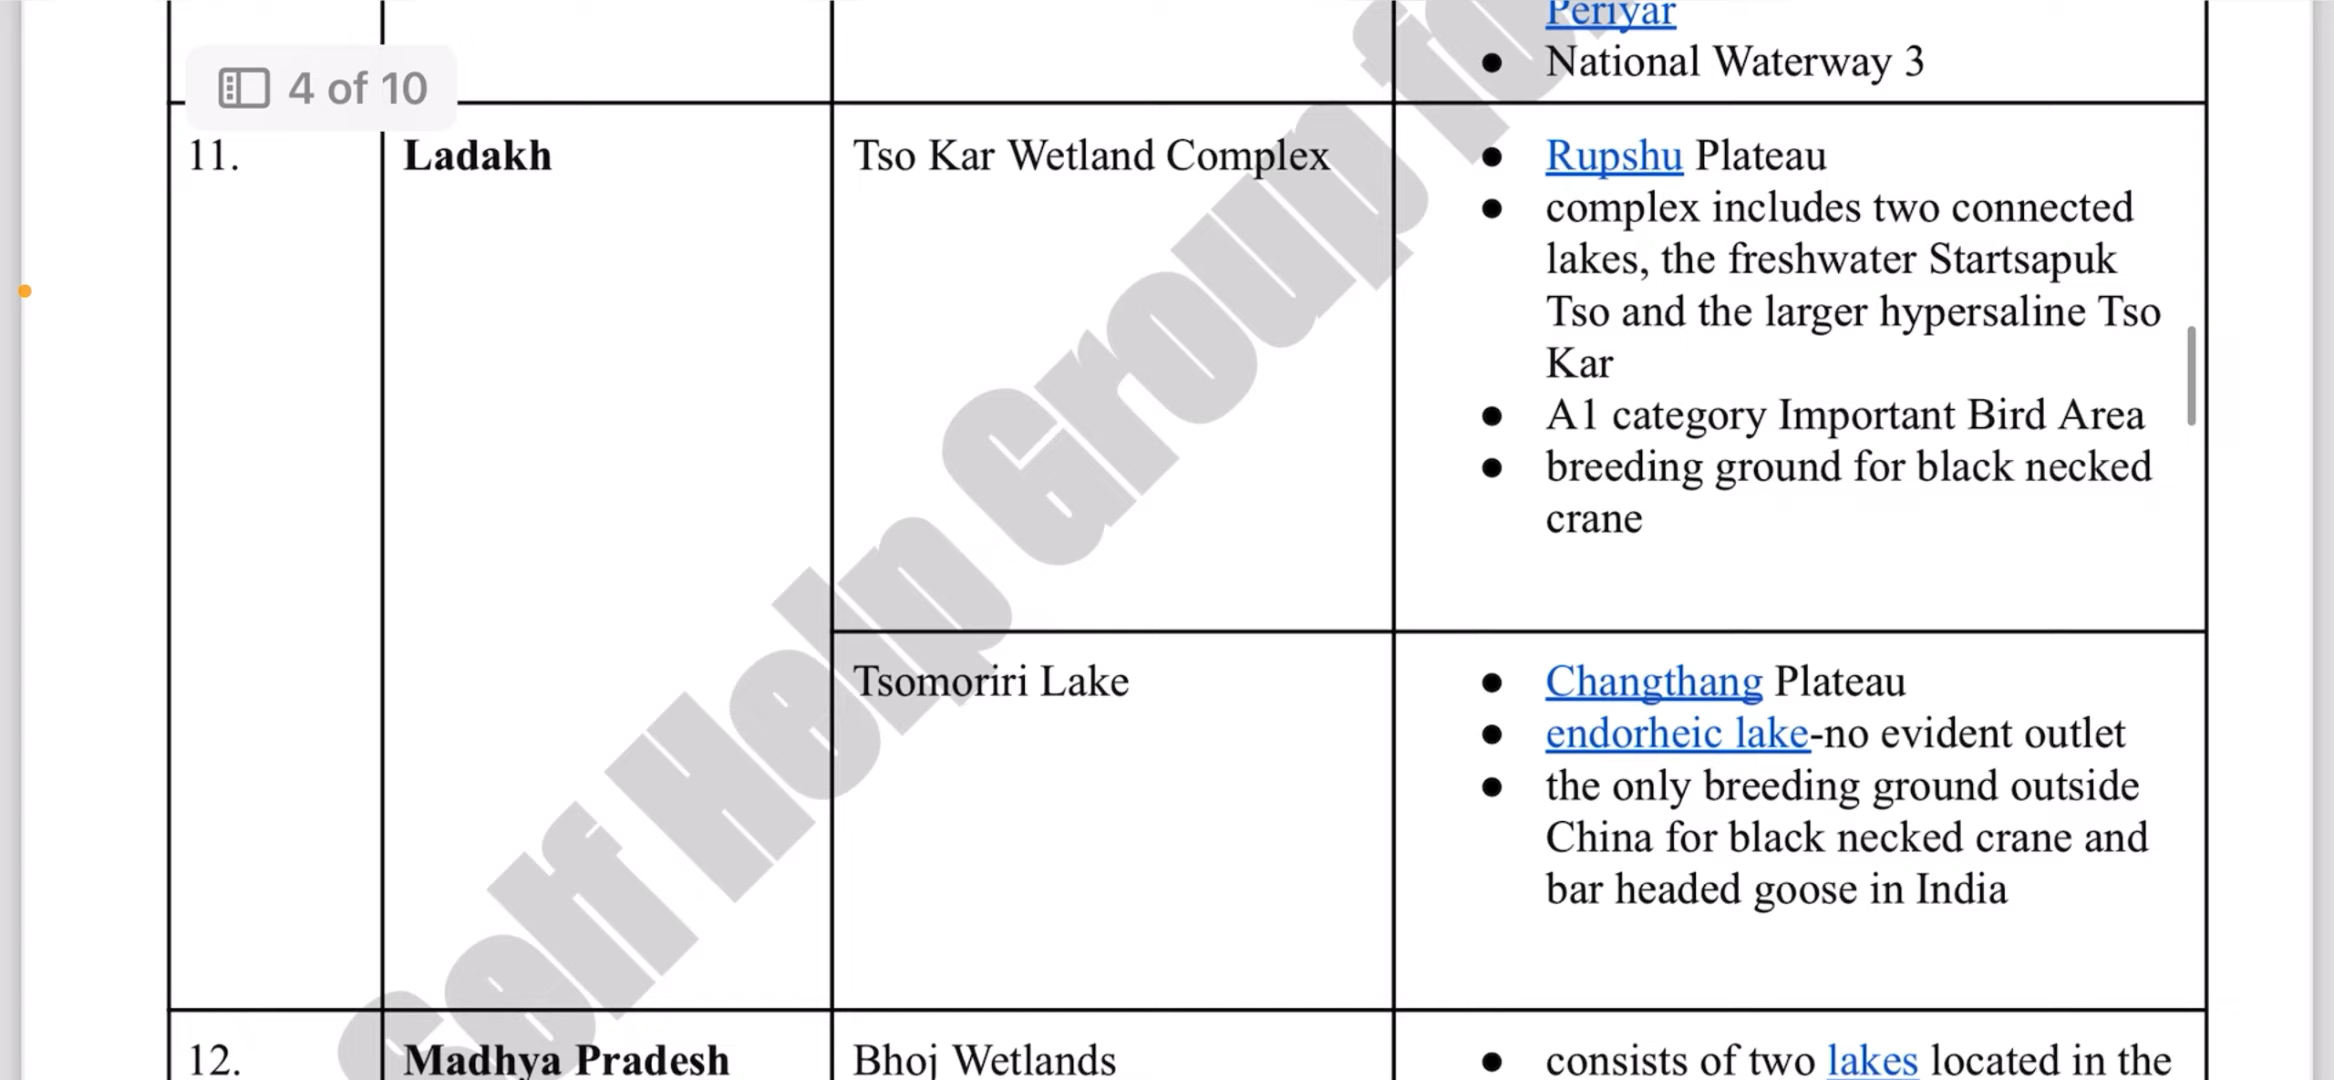 Periyar
● National Waterway 3
4 of 10
11.
Ladakh
Tso Kar Wetland Complex
● Rupshu Plateau
● complex includes two connected
lakes, the freshwater Startsapuk
Tso and the larger hypersaline Tso
Kar
● A1 category Important Bird Area
● breeding ground for black necked
crane
Tsomoriri Lake
● Changthang Plateau
● endorheic lake-no evident outlet
● the only breeding ground outside
China for black necked crane and
bar headed goose in India
12.
Madhya Pradesh
Bhoj Wetlands
● consists of two lakes located in the
Self Help Group fo